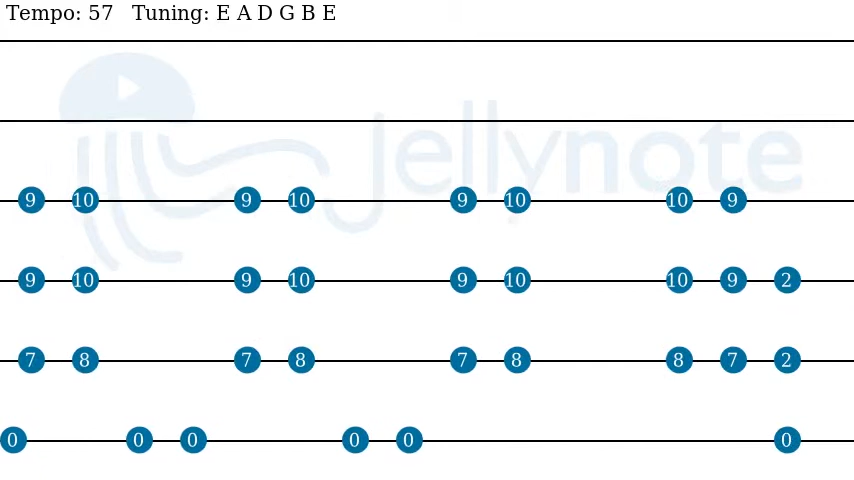 Tempo: 57 Tuning: E A D G B E
jellynote
9 10 9 10 9 10 10 9
9 10 9 10 9 10 10 9 2
7 8 7 8 7 8 8 7 2
0 0 0 0 0 0